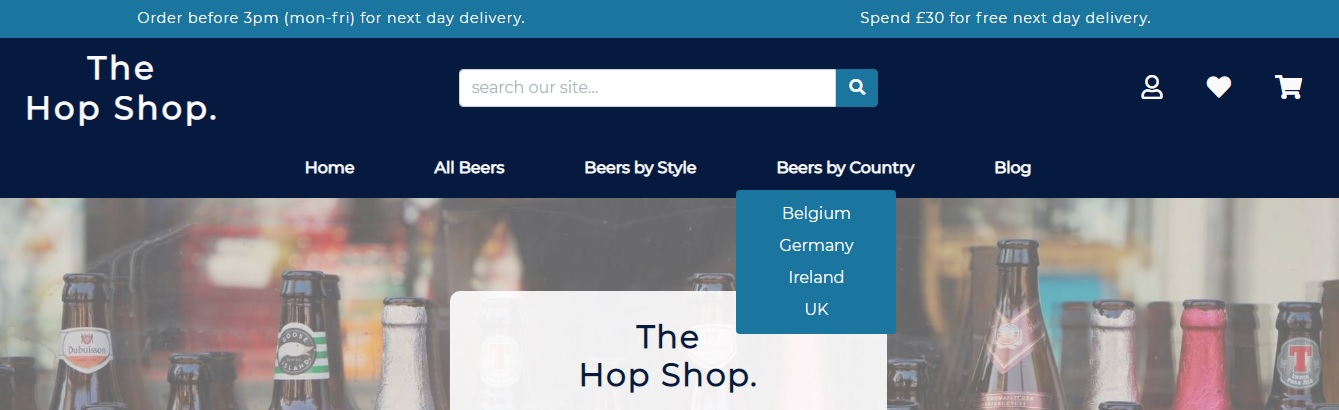 Order before 3pm (mon-fri) for next day delivery.
Spend £30 for free next day delivery.
The
Hop Shop.
search our site...
Home
All Beers
Beers by Style
Beers by Country
Blog
Belgium
Germany
Ireland
UK
The
Hop Shop.
Dubuisson
GOOSE
ISLAND
T